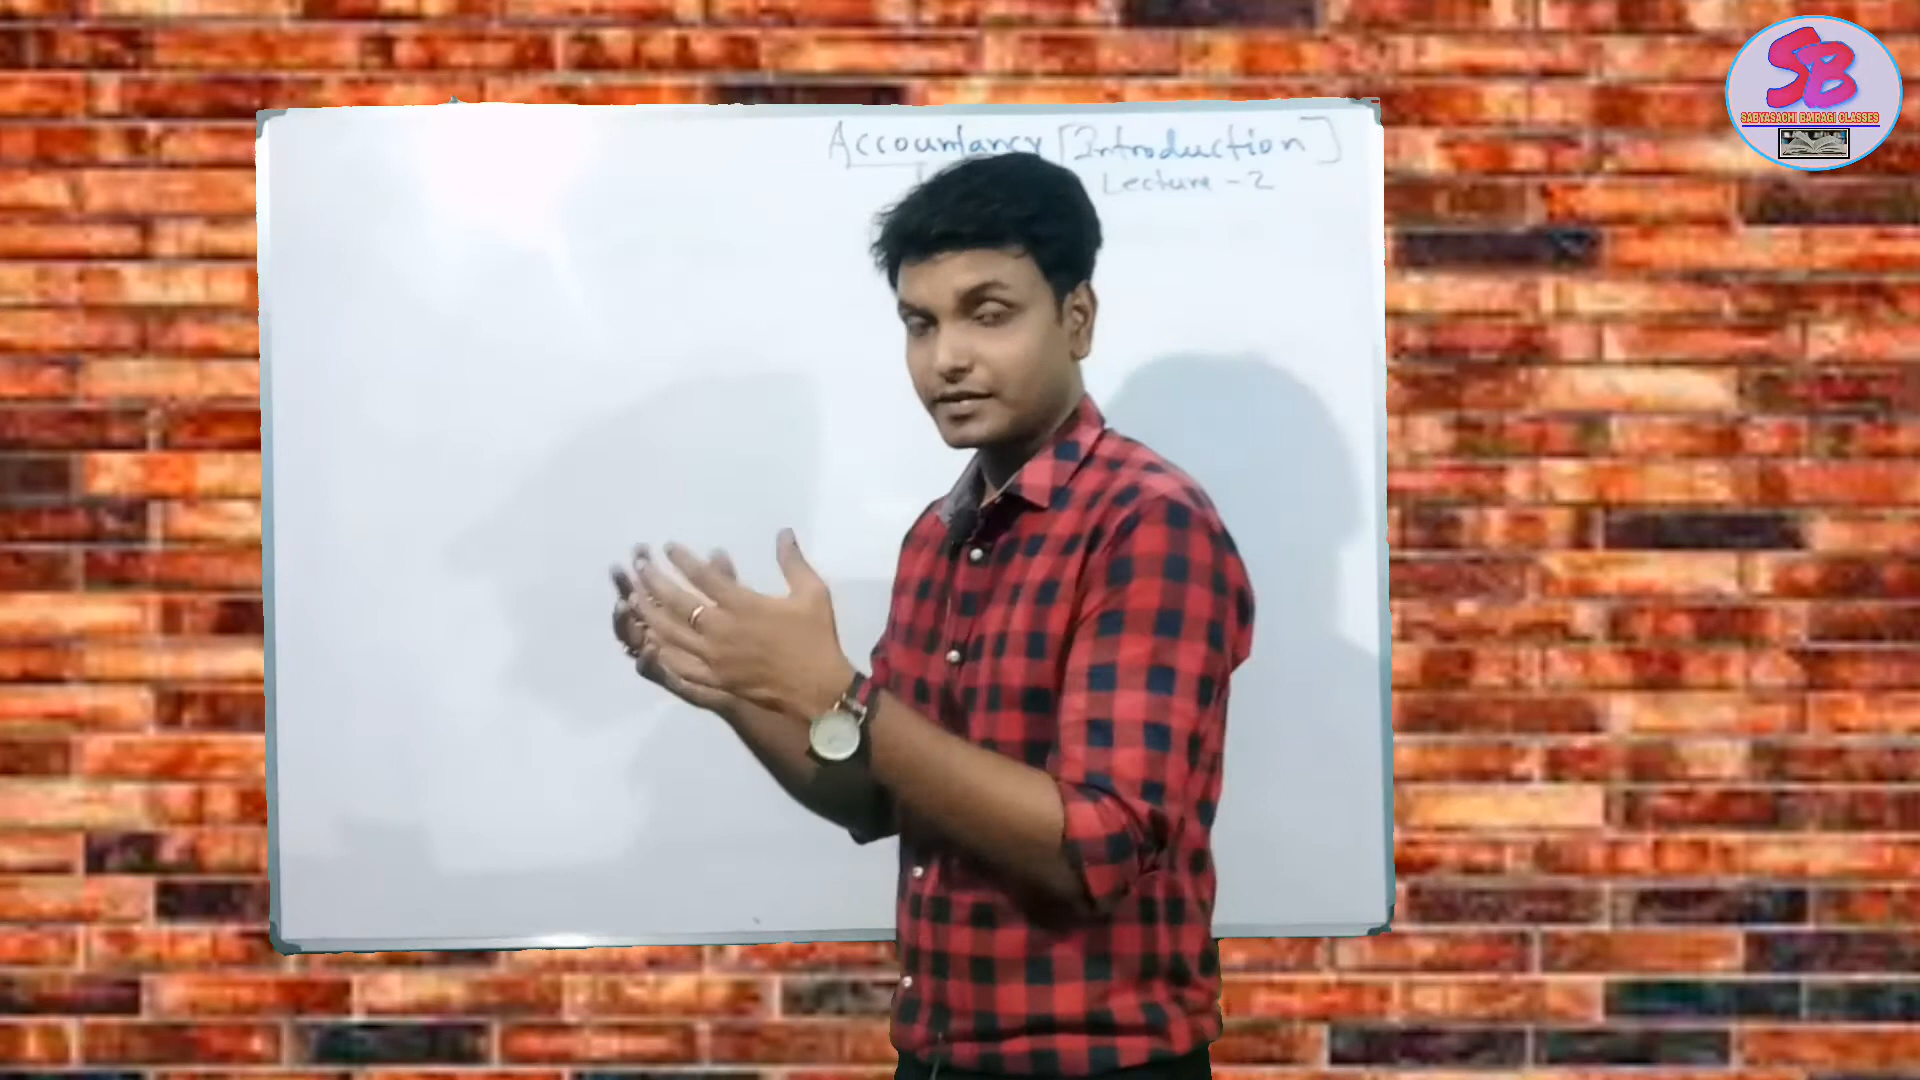 Accountancy [Introduction]
Lecture - 2
SB
SABYASACHI BAIRAGI CLASSES